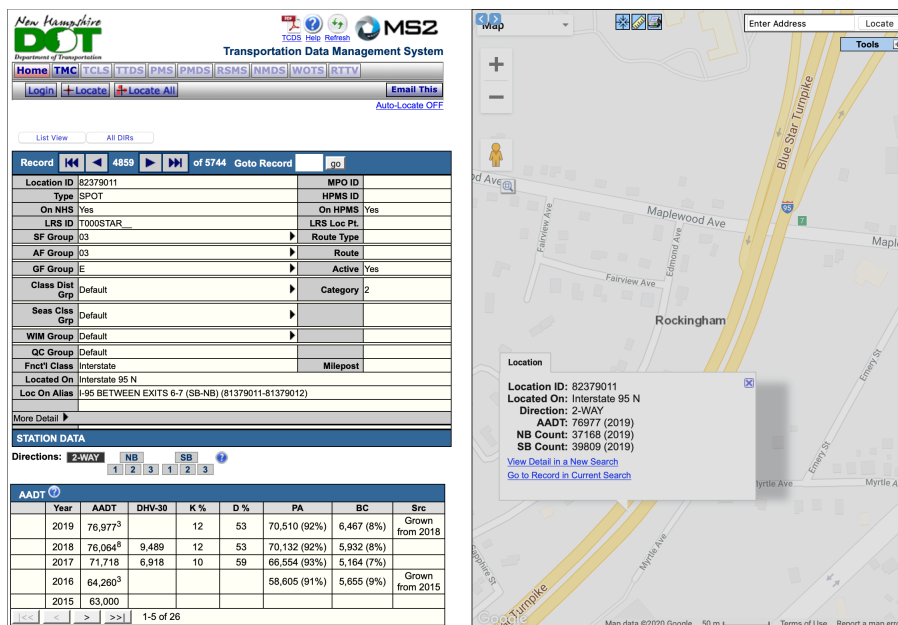 New Hampshire
DOT
Department of Transportation
PDF
TCDS Help Refresh
MS2
Transportation Data Management System
Home TMC TCLS TTDS PMS PMDS RSMS NMDS WOTS RTTV
Login Locate Locate All Email This
Auto-Locate OFF
List View All DIRs
Record 4859 of 5744 Goto Record go
Location ID 82379011 MPO ID
Type SPOT HPMS ID
On NHS Yes On HPMS Yes
LRS ID T000STAR__ LRS Loc Pt.
SF Group 03 Route Type
AF Group 03 Route
GF Group E Active Yes
Class Dist Grp Default Category 2
Seas Clss Grp Default
WIM Group Default
QC Group Default
Fnct'l Class Interstate Milepost
Located On Interstate 95 N
Loc On Alias I-95 BETWEEN EXITS 6-7 (SB-NB) (81379011-81379012)
More Detail
STATION DATA
Directions: 2-WAY NB SB ?
1 2 3 1 2 3
AADT ?
Year AADT DHV-30 K % D % PA BC Src
2019 76,977³ 12 53 70,510 (92%) 6,467 (8%) Grown from 2018
2018 76,064⁸ 9,489 12 53 70,132 (92%) 5,932 (8%)
2017 71,718 6,918 10 59 66,554 (93%) 5,164 (7%)
2016 64,260³ 58,605 (91%) 5,655 (9%) Grown from 2015
2015 63,000
|<< < > >>| 1-5 of 26
Map
Enter Address Locate
Tools
Blue Star Turnpike
95
7
Maplewood Ave
Fairview Ave
Edmond Ave
Fairview Ave
Rockingham
Emery St
Location
Location ID: 82379011
Located On: Interstate 95 N
Direction: 2-WAY
AADT: 76977 (2019)
NB Count: 37168 (2019)
SB Count: 39809 (2019)
View Detail in a New Search
Go to Record in Current Search
Emery St
Myrtle Ave
Myrtle Ave
Turnpike
Google
Map data ©2020 Google 50 m Terms of Use Report a map